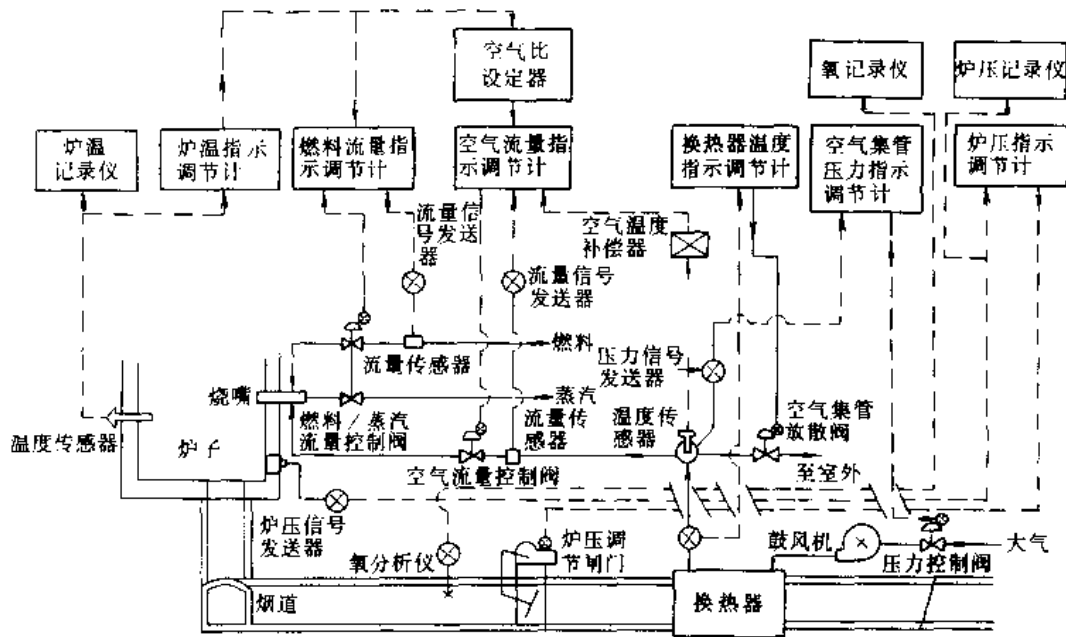 空气比
设定器
氧记录仪
炉压记录仪
炉温
记录仪
炉温指示
调节计
燃料流量指
示调节计
空气流量指
示调节计
换热器温度
指示调节计
空气集管
压力指示
调节计
炉压指示
调节计
流量信
号发送
器
空气温度
补偿器
流量信号
发送器
燃料
流量传感器
压力信号
发送器
烧嘴
蒸汽
燃料/蒸汽
流量控制阀
流量传
感器
温度传
感器
空气集管
放散阀
温度传感器
炉子
空气流量控制阀
至室外
炉压信号
发送器
氧分析仪
炉压调
节闸门
鼓风机
大气
压力控制阀
烟道
换热器